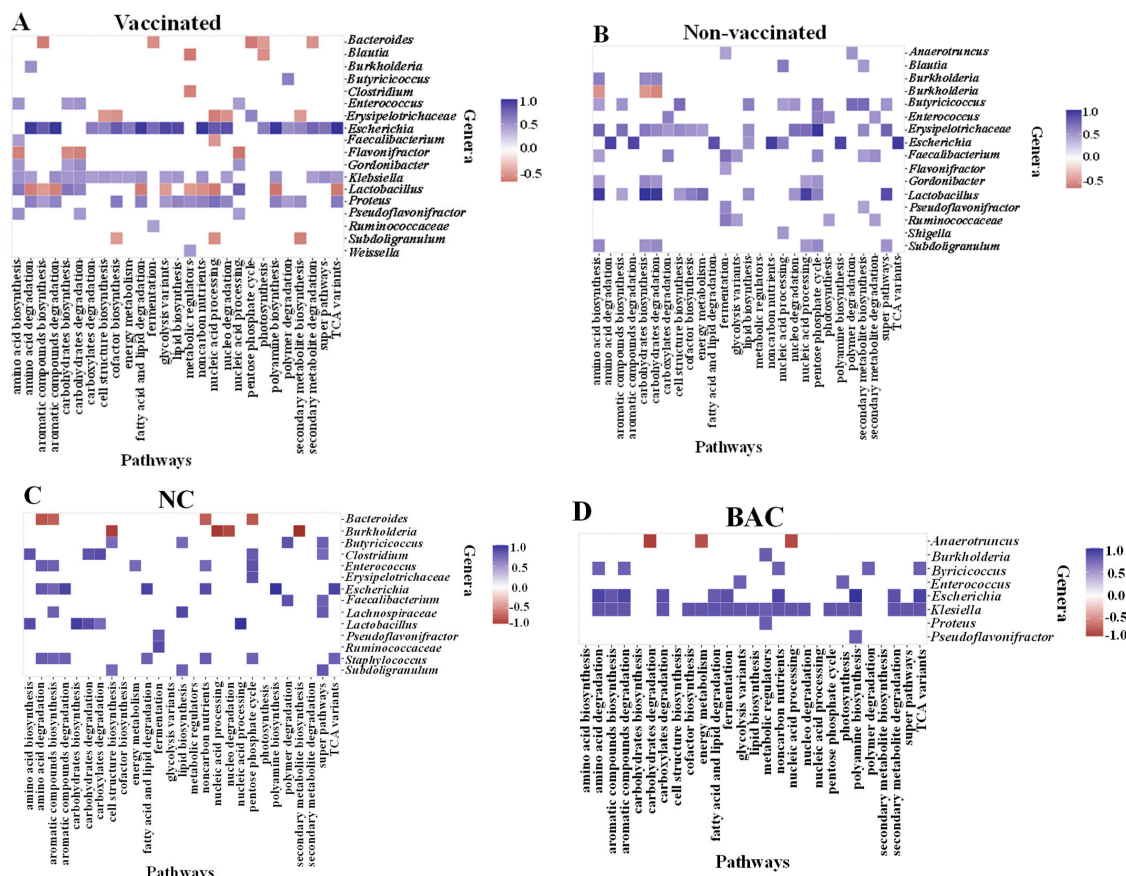 A
Vaccinated
Bacteroides
Blautia
Burkholderia
Butyricicoccus
Clostridium
Enterococcus
Erysipelotrichaceae
Escherichia
Faecalibacterium
Flavonifractor
Gordonibacter
Klebsiella
Lactobacillus
Proteus
Pseudoflavonifractor
Ruminococcaceae
Subdoligranulum
Weissella
1.0
0.5
0.0
-0.5
Genera
amino acid biosynthesis
amino acid degradation
aromatic compounds biosynthesis
aromatic compounds degradation
carbohydrates biosynthesis
carbohydrates degradation
carboxylates degradation
cell structure biosynthesis
cofactor biosynthesis
energy metabolism
fatty acid and lipid degradation
fermentation
glycolysis variants
lipid biosynthesis
metabolic regulators
noncarbon nutrients
nucleic acid processing
nucleo degradation
nucleic acid processing
pentose phosphate cycle
photosynthesis
polyamine biosynthesis
polymer degradation
secondary metabolite biosynthesis
secondary metabolite degradation
super pathways
TCA variants
Pathways
B
Non-vaccinated
Anaerotruncus
Blautia
Burkholderia
Burkholderia
Butyricicoccus
Enterococcus
Erysipelotrichaceae
Escherichia
Faecalibacterium
Flavonifractor
Gordonibacter
Lactobacillus
Pseudoflavonifractor
Ruminococcaceae
Shigella
Subdoligranulum
1.0
0.5
0.0
-0.5
Genera
amino acid biosynthesis
amino acid degradation
aromatic compounds biosynthesis
aromatic compounds degradation
carbohydrates biosynthesis
carbohydrates degradation
carboxylates degradation
cell structure biosynthesis
cofactor biosynthesis
energy metabolism
fatty acid and lipid degradation
fermentation
glycolysis variants
lipid biosynthesis
metabolic regulators
noncarbon nutrients
nucleic acid processing
nucleo degradation
nucleic acid processing
pentose phosphate cycle
photosynthesis
polyamine biosynthesis
polymer degradation
secondary metabolite biosynthesis
secondary metabolite degradation
super pathways
TCA variants
Pathways
C
NC
Bacteroides
Burkholderia
Butyricicoccus
Clostridium
Enterococcus
Erysipelotrichaceae
Escherichia
Faecalibacterium
Lachnospiraceae
Lactobacillus
Pseudoflavonifractor
Ruminococcaceae
Staphylococcus
Subdoligranulum
1.0
0.5
0.0
-0.5
-1.0
Genera
amino acid biosynthesis
amino acid degradation
aromatic compounds biosynthesis
aromatic compounds degradation
carbohydrates biosynthesis
carbohydrates degradation
carboxylates degradation
cell structure biosynthesis
cofactor biosynthesis
energy metabolism
fatty acid and lipid degradation
fermentation
glycolysis variants
lipid biosynthesis
metabolic regulators
noncarbon nutrients
nucleic acid processing
nucleo degradation
nucleic acid processing
pentose phosphate cycle
photosynthesis
polyamine biosynthesis
polymer degradation
secondary metabolite biosynthesis
secondary metabolite degradation
super pathways
TCA variants
Pathways
D
BAC
Anaerotruncus
Burkholderia
Byricicoccus
Enterococcus
Escherichia
Klesiella
Proteus
Pseudoflavonifractor
1.0
0.5
0.0
-0.5
-1.0
Genera
amino acid biosynthesis
amino acid degradation
aromatic compounds biosynthesis
aromatic compounds degradation
carbohydrates biosynthesis
carbohydrates degradation
carboxylates degradation
cell structure biosynthesis
cofactor biosynthesis
energy metabolism
fatty acid and lipid degradation
fermentation
glycolysis variants
lipid biosynthesis
metabolic regulators
noncarbon nutrients
nucleic acid processing
nucleo degradation
nucleic acid processing
pentose phosphate cycle
photosynthesis
polyamine biosynthesis
polymer degradation
secondary metabolite biosynthesis
secondary metabolite degradation
super pathways
TCA variants
Pathways